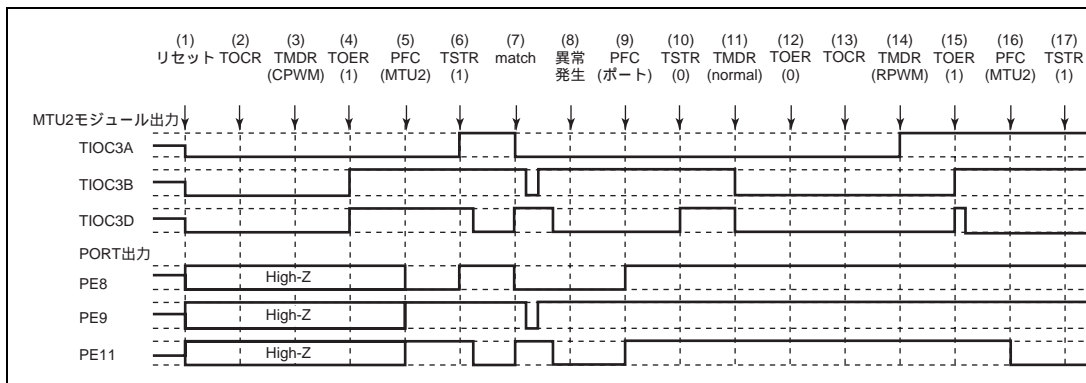 (1) (2) (3) (4) (5) (6) (7) (8) (9) (10) (11) (12) (13) (14) (15) (16) (17)
リセット TOCR TMDR TOER PFC TSTR match 異常 PFC TSTR TMDR TOER TOCR TMDR TOER PFC TSTR
(CPWM) (1) (MTU2) (1) 発生 (ポート) (0) (normal) (0) (RPWM) (1) (MTU2) (1)
MTU2モジュール出力
TIOC3A
TIOC3B
TIOC3D
PORT出力
PE8 High-Z
PE9 High-Z
PE11 High-Z